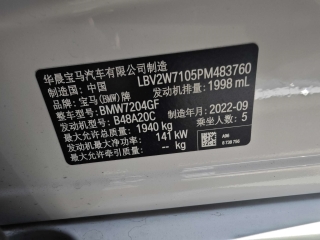 华晨宝马汽车有限公司制造
制造国：中国 LBV2W7105PM483760
品牌：宝马(BMW)牌 发动机排量：1998 mL
整车型号：BMW7204GF
发动机型号：B48A20C 制造年月：2022-09
最大允许总质量：1940 kg 乘坐人数：5
发动机最大净功率：141 kW
最大允许牵引质量：-- kg